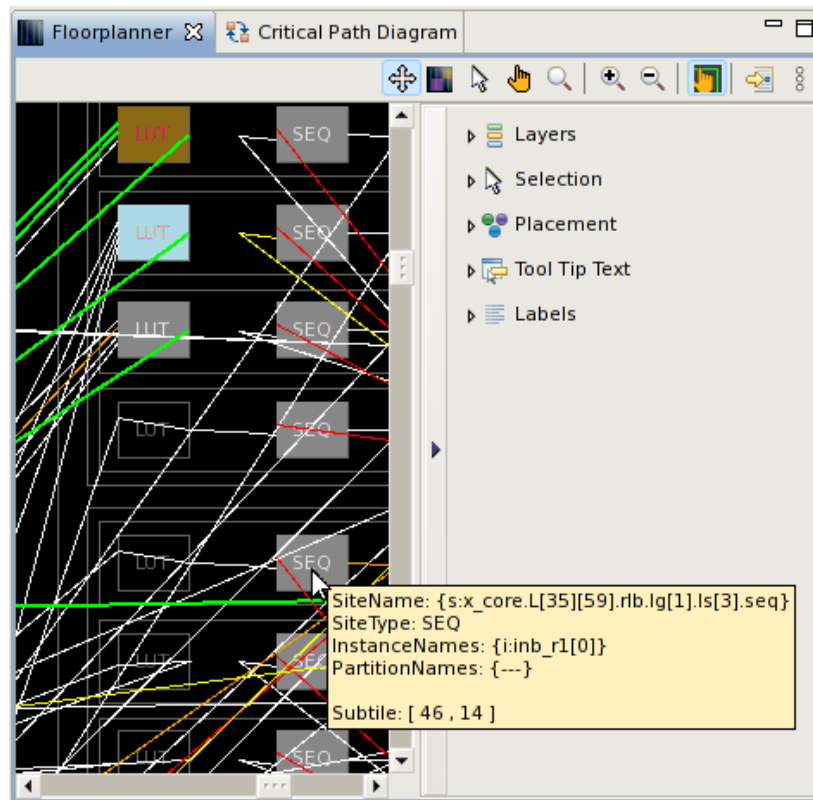 Floorplanner
Critical Path Diagram
LUT
SEQ
Layers
Selection
LUT
SEQ
Placement
Tool Tip Text
Labels
LUT
SEQ
LUT
SEQ
LUT
SEQ
SiteName: {s:x_core.L[35][59].rlb.lg[1].ls[3].seq}
SiteType: SEQ
InstanceNames: {i:inb_r1[0]}
PartitionNames: {---}
Subtile: [ 46 , 14 ]
LUT
SE
LUT
SEQ